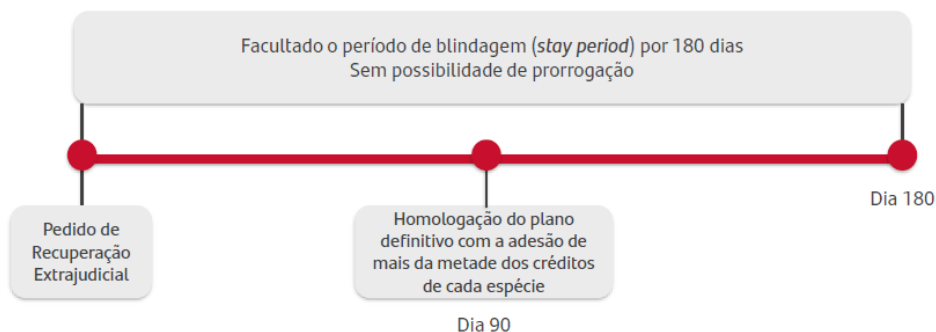 Facultado o período de blindagem (stay period) por 180 dias
Sem possibilidade de prorrogação
Dia 180
Pedido de
Recuperação
Extrajudicial
Homologação do plano
definitivo com a adesão de
mais da metade dos créditos
de cada espécie
Dia 90